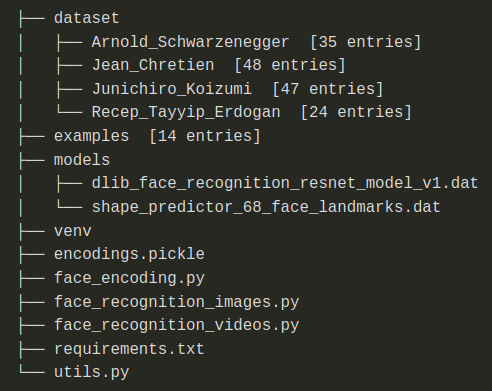 ├── dataset
│   ├── Arnold_Schwarzenegger  [35 entries]
│   ├── Jean_Chretien  [48 entries]
│   ├── Junichiro_Koizumi  [47 entries]
│   └── Recep_Tayyip_Erdogan  [24 entries]
├── examples  [14 entries]
├── models
│   ├── dlib_face_recognition_resnet_model_v1.dat
│   └── shape_predictor_68_face_landmarks.dat
├── venv
├── encodings.pickle
├── face_encoding.py
├── face_recognition_images.py
├── face_recognition_videos.py
├── requirements.txt
└── utils.py